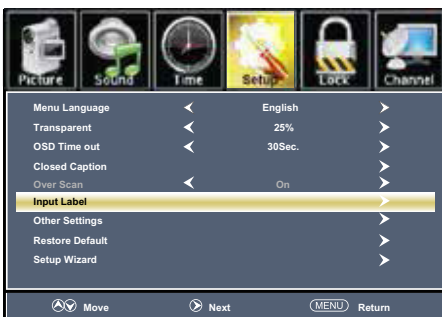 Picture Sound Time Setup Lock Channel
Menu Language English
Transparent 25%
OSD Time out 30Sec.
Closed Caption
Over Scan On
Input Label
Other Settings
Restore Default
Setup Wizard
Move Next MENU Return